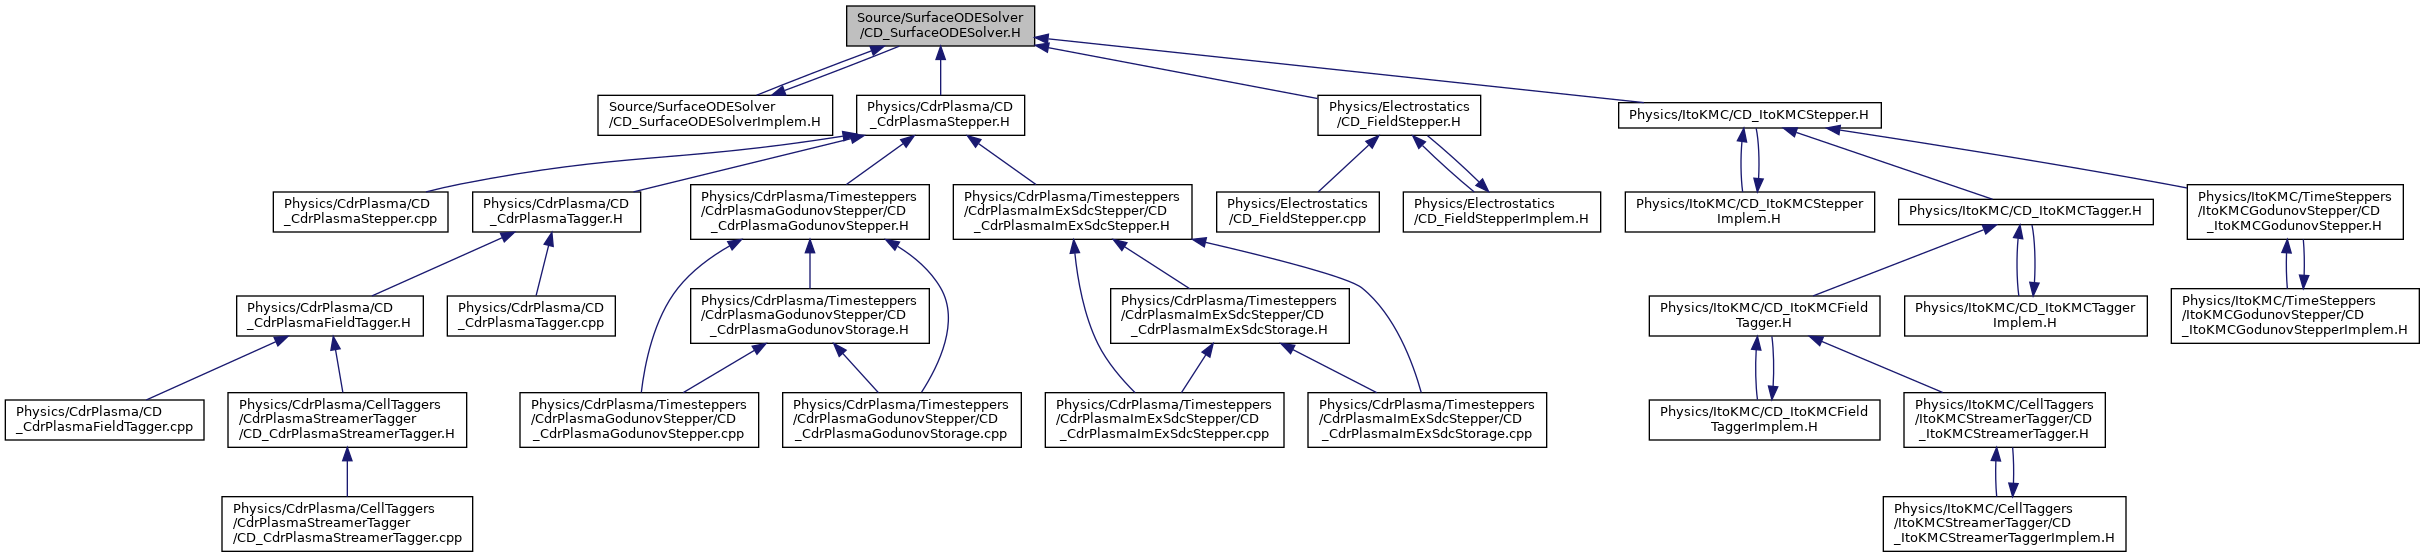 Source/SurfaceODESolver
/CD_SurfaceODESolver.H
Source/SurfaceODESolver
/CD_SurfaceODESolverImplem.H
Physics/CdrPlasma/CD
_CdrPlasmaStepper.H
Physics/Electrostatics
/CD_FieldStepper.H
Physics/ItoKMC/CD_ItoKMCStepper.H
Physics/CdrPlasma/CD
_CdrPlasmaStepper.cpp
Physics/CdrPlasma/CD
_CdrPlasmaTagger.H
Physics/CdrPlasma/Timesteppers
/CdrPlasmaGodunovStepper/CD
_CdrPlasmaGodunovStepper.H
Physics/CdrPlasma/Timesteppers
/CdrPlasmaImExSdcStepper/CD
_CdrPlasmaImExSdcStepper.H
Physics/Electrostatics
/CD_FieldStepper.cpp
Physics/Electrostatics
/CD_FieldStepperImplem.H
Physics/ItoKMC/CD_ItoKMCStepper
Implem.H
Physics/ItoKMC/CD_ItoKMCTagger.H
Physics/ItoKMC/TimeSteppers
/ItoKMCGodunovStepper/CD
_ItoKMCGodunovStepper.H
Physics/CdrPlasma/CD
_CdrPlasmaFieldTagger.H
Physics/CdrPlasma/CD
_CdrPlasmaTagger.cpp
Physics/CdrPlasma/Timesteppers
/CdrPlasmaGodunovStepper/CD
_CdrPlasmaGodunovStorage.H
Physics/CdrPlasma/Timesteppers
/CdrPlasmaImExSdcStepper/CD
_CdrPlasmaImExSdcStorage.H
Physics/ItoKMC/CD_ItoKMCField
Tagger.H
Physics/ItoKMC/CD_ItoKMCTagger
Implem.H
Physics/ItoKMC/TimeSteppers
/ItoKMCGodunovStepper/CD
_ItoKMCGodunovStepperImplem.H
Physics/CdrPlasma/CD
_CdrPlasmaFieldTagger.cpp
Physics/CdrPlasma/CellTaggers
/CdrPlasmaStreamerTagger
/CD_CdrPlasmaStreamerTagger.H
Physics/CdrPlasma/Timesteppers
/CdrPlasmaGodunovStepper/CD
_CdrPlasmaGodunovStepper.cpp
Physics/CdrPlasma/Timesteppers
/CdrPlasmaGodunovStepper/CD
_CdrPlasmaGodunovStorage.cpp
Physics/CdrPlasma/Timesteppers
/CdrPlasmaImExSdcStepper/CD
_CdrPlasmaImExSdcStepper.cpp
Physics/CdrPlasma/Timesteppers
/CdrPlasmaImExSdcStepper/CD
_CdrPlasmaImExSdcStorage.cpp
Physics/ItoKMC/CD_ItoKMCField
TaggerImplem.H
Physics/ItoKMC/CellTaggers
/ItoKMCStreamerTagger/CD
_ItoKMCStreamerTagger.H
Physics/CdrPlasma/CellTaggers
/CdrPlasmaStreamerTagger
/CD_CdrPlasmaStreamerTagger.cpp
Physics/ItoKMC/CellTaggers
/ItoKMCStreamerTagger/CD
_ItoKMCStreamerTaggerImplem.H